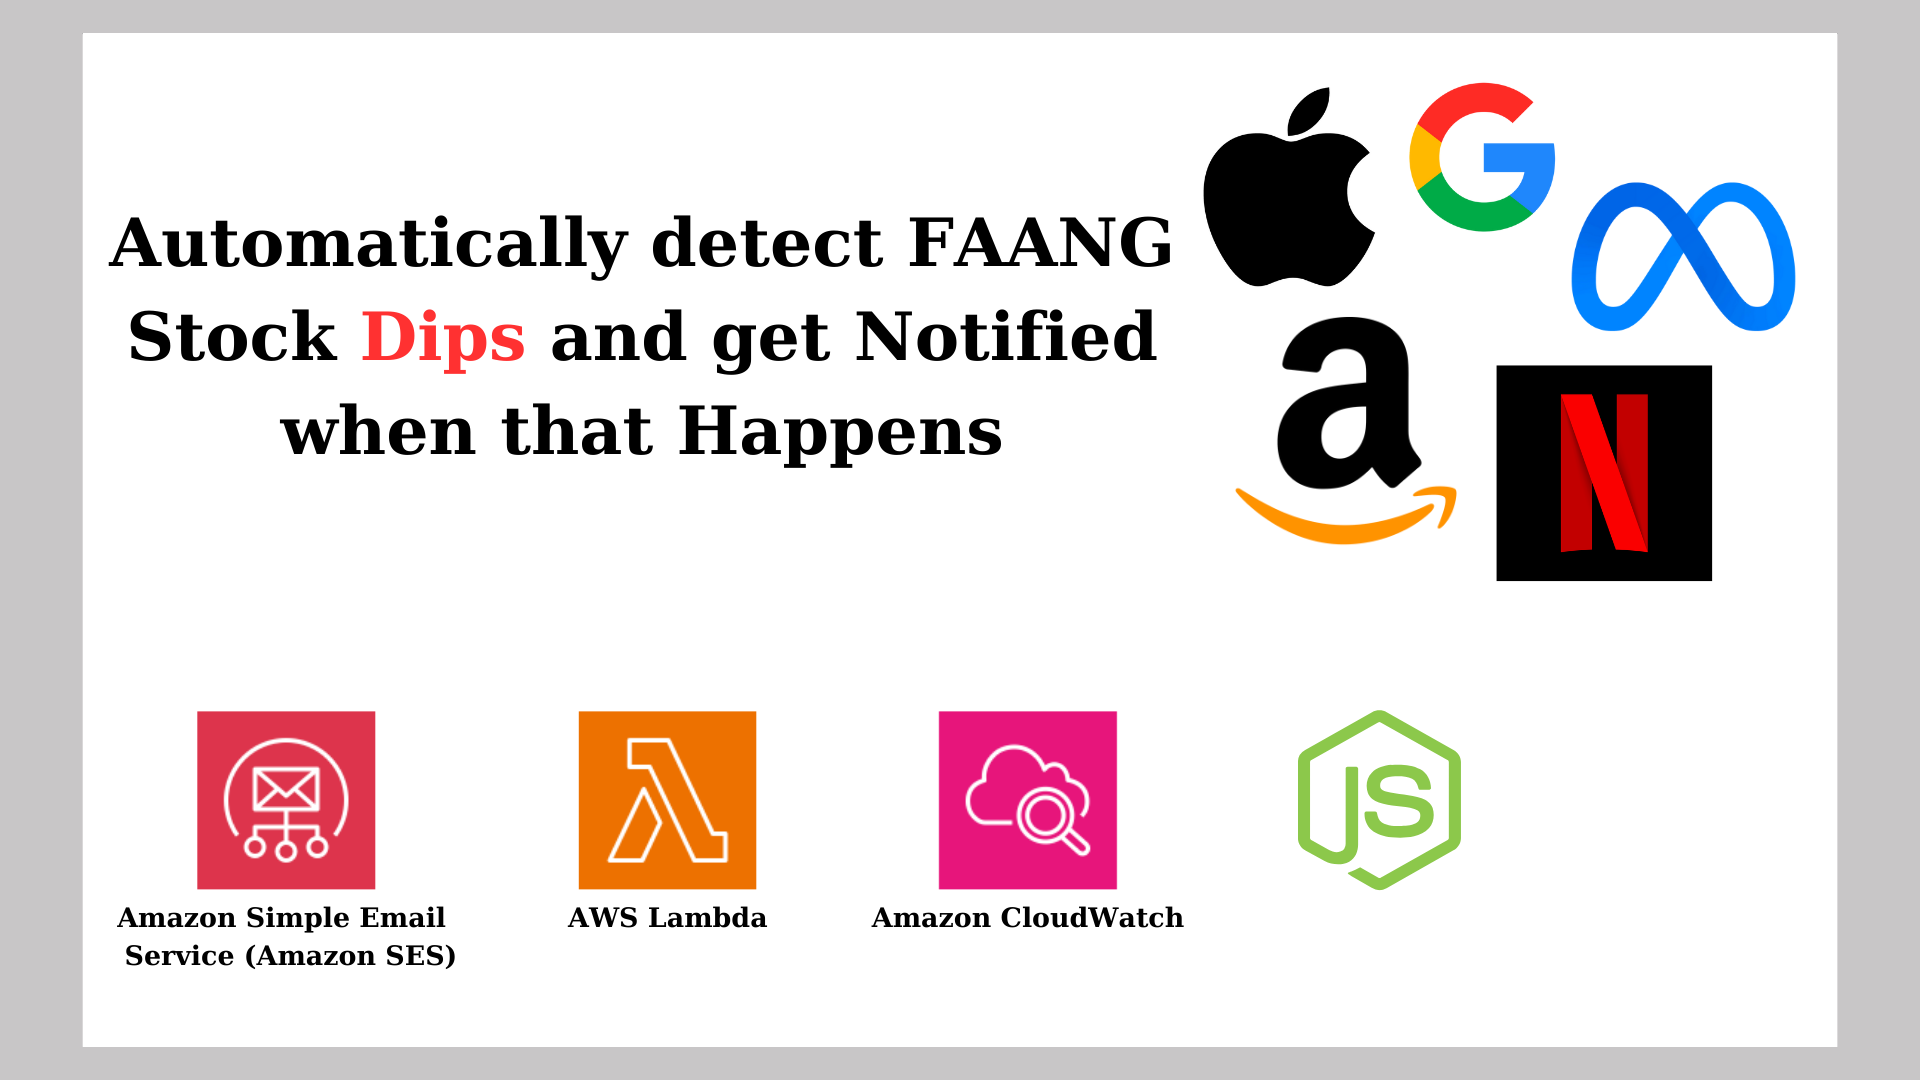 Automatically detect FAANG
Stock Dips and get Notified
when that Happens
Amazon Simple Email
Service (Amazon SES)
AWS Lambda
Amazon CloudWatch
JS